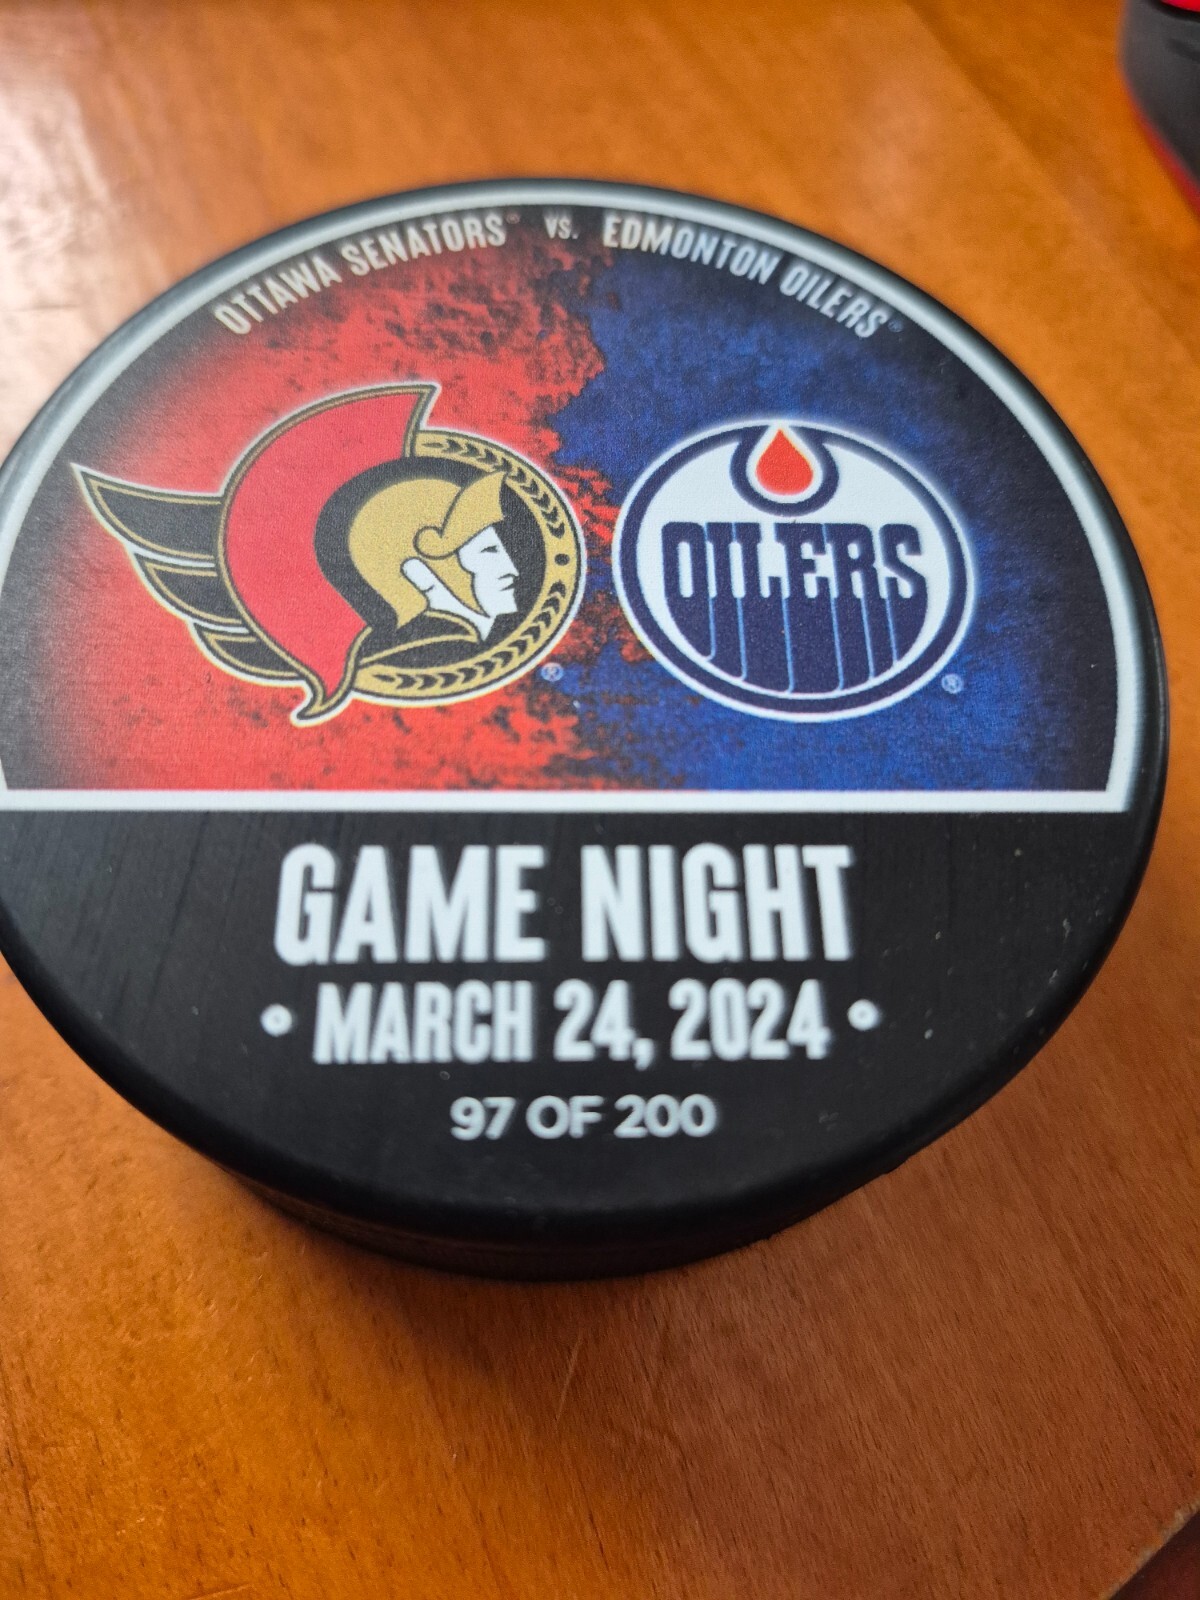 OTTAWA SENATORS® VS. EDMONTON OILERS®
OILERS
®
®
GAME NIGHT
• MARCH 24, 2024 •
97 OF 200